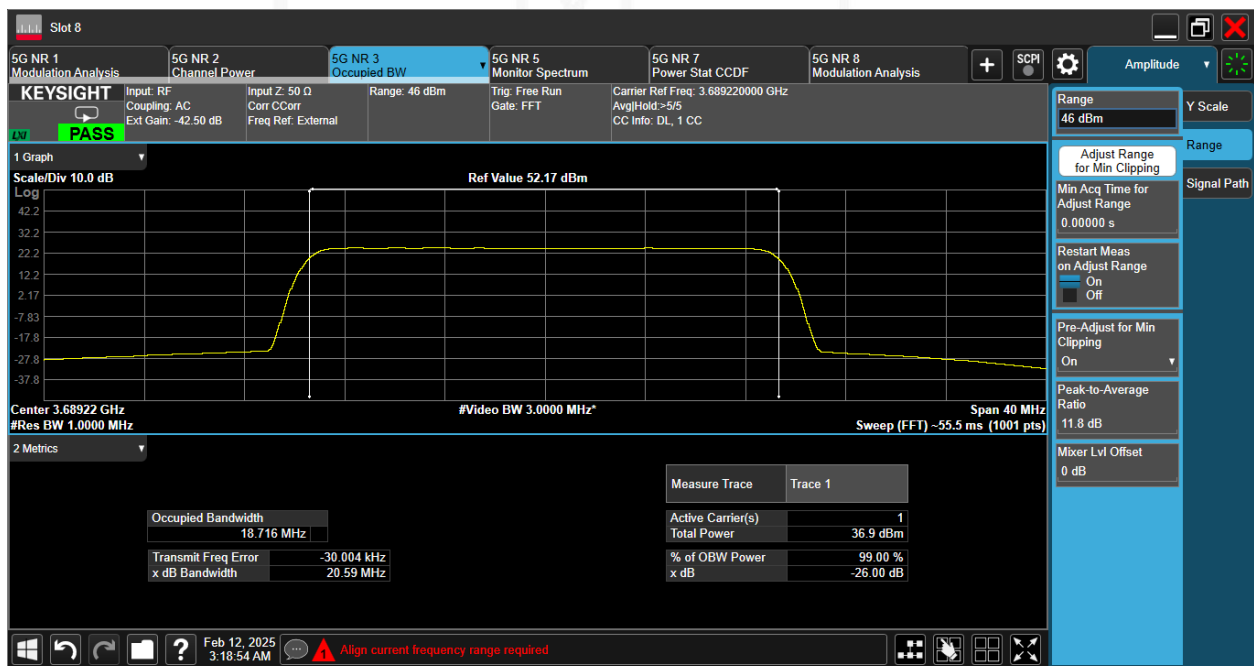 Slot 8
5G NR 1
Modulation Analysis
5G NR 2
Channel Power
5G NR 3
Occupied BW
5G NR 5
Monitor Spectrum
5G NR 7
Power Stat CCDF
5G NR 8
Modulation Analysis
SCPI
Amplitude
KEYSIGHT
LXI
PASS
Input: RF
Coupling: AC
Ext Gain: -42.50 dB
Input Z: 50 Ω
Corr CCorr
Freq Ref: External
Range: 46 dBm
Trig: Free Run
Gate: FFT
Carrier Ref Freq: 3.689220000 GHz
Avg|Hold:>5/5
CC Info: DL, 1 CC
1 Graph
Scale/Div 10.0 dB
Ref Value 52.17 dBm
Log
42.2
32.2
22.2
12.2
2.17
-7.83
-17.8
-27.8
-37.8
Center 3.68922 GHz
#Video BW 3.0000 MHz*
Span 40 MHz
#Res BW 1.0000 MHz
Sweep (FFT) ~55.5 ms (1001 pts)
2 Metrics
Measure Trace
Trace 1
Occupied Bandwidth
18.716 MHz
Active Carrier(s) 1
Total Power 36.9 dBm
Transmit Freq Error -30.004 kHz
x dB Bandwidth 20.59 MHz
% of OBW Power 99.00 %
x dB -26.00 dB
Range
46 dBm
Adjust Range
for Min Clipping
Min Acq Time for
Adjust Range
0.00000 s
Restart Meas
on Adjust Range
On
Off
Pre-Adjust for Min
Clipping
On
Peak-to-Average
Ratio
11.8 dB
Mixer Lvl Offset
0 dB
Y Scale
Range
Signal Path
?
Feb 12, 2025
3:18:54 AM
1
Align current frequency range required